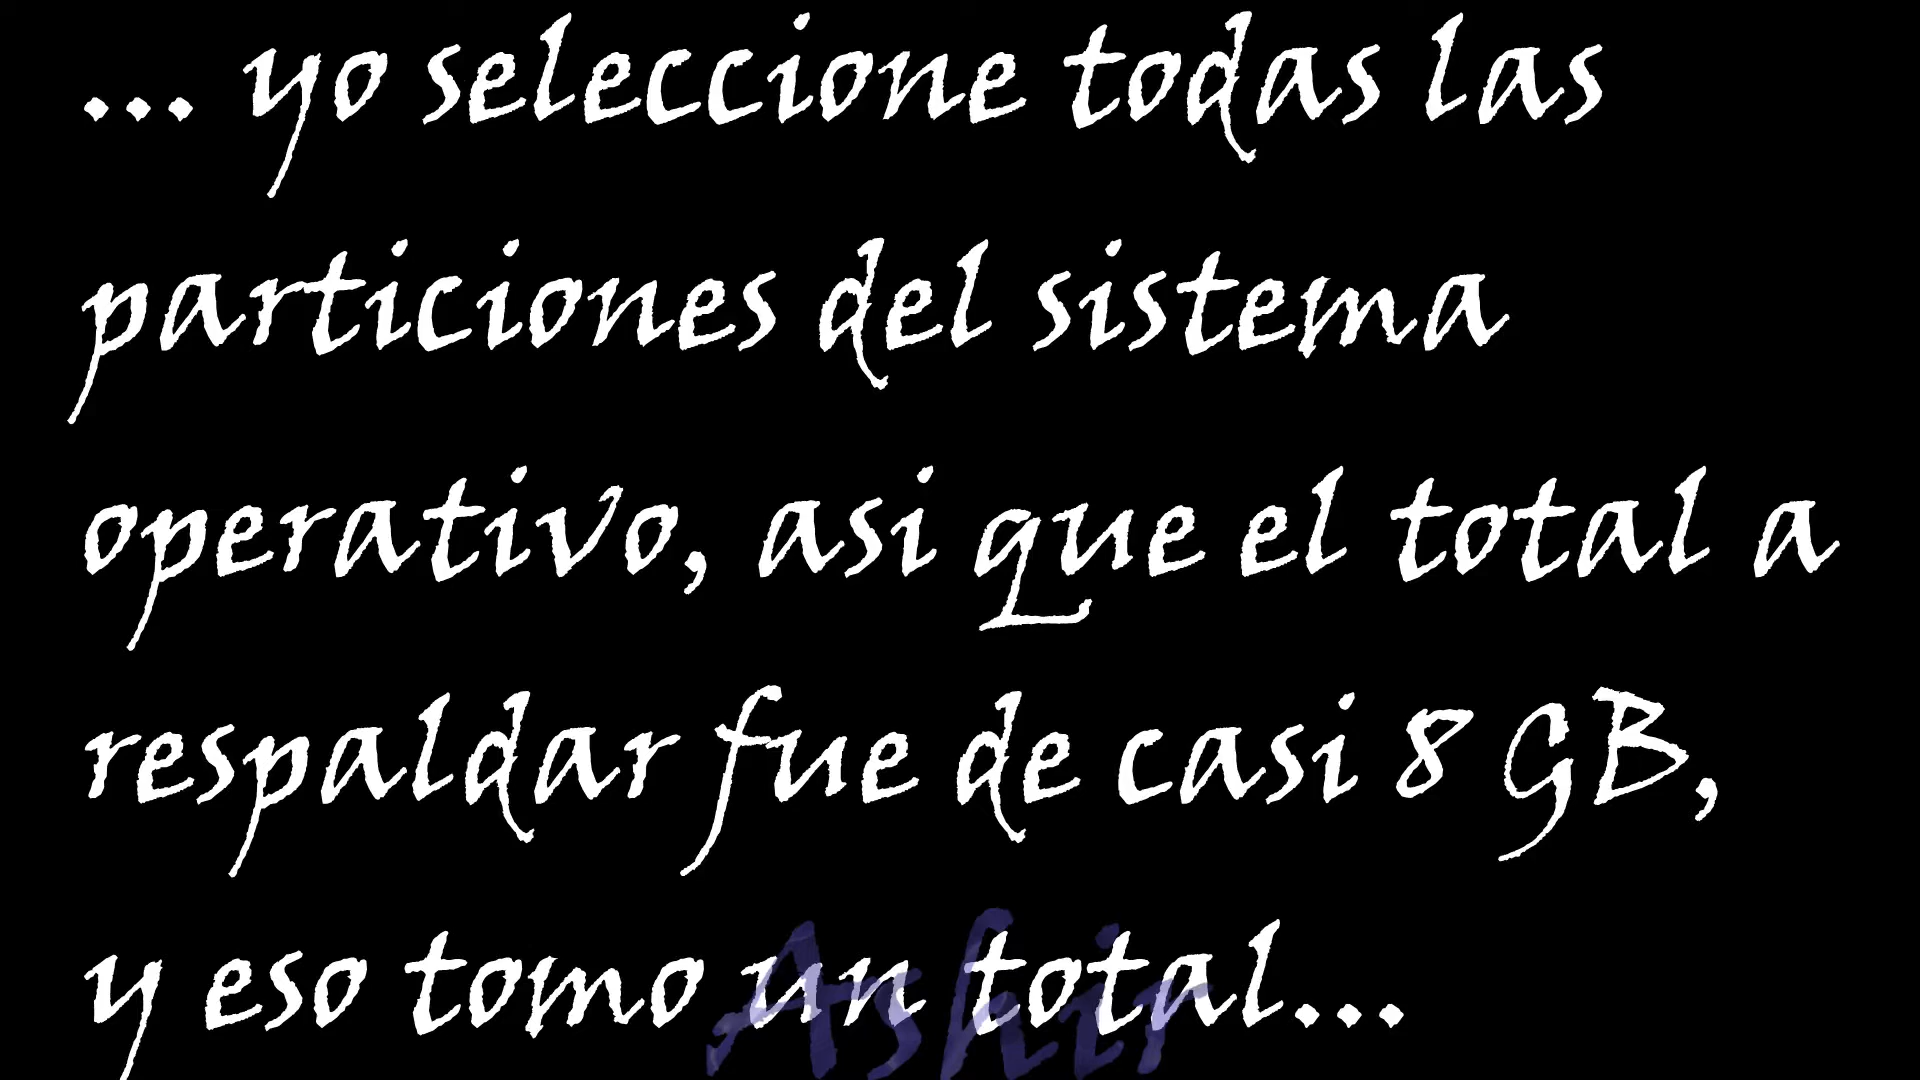 ... yo seleccione todas las
particiones del sistema
operativo, asi que el total a
respaldar fue de casi 8 GB,
y eso tomo un total...
Ashir